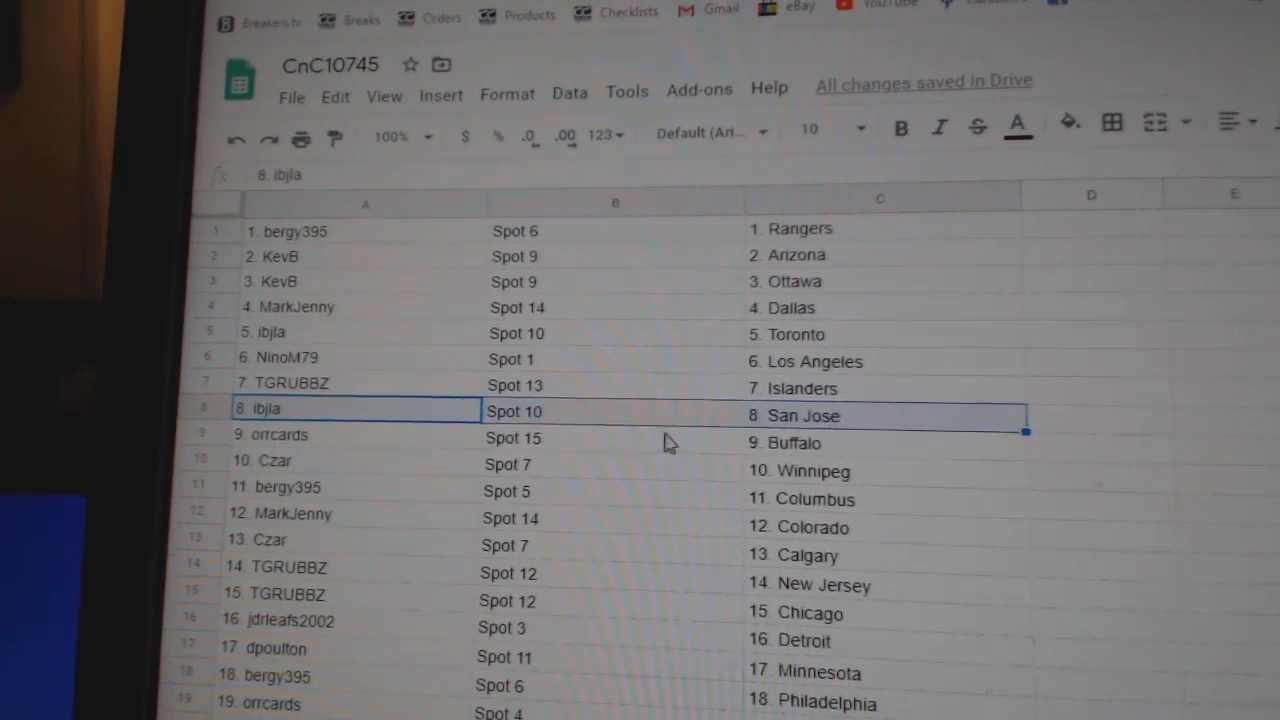 Breakers.tv Breaks Orders Products Checklists Gmail eBay YouTube
CnC10745
File Edit View Insert Format Data Tools Add-ons Help All changes saved in Drive
100% $ % .0 .00 123 Default (Ari... 10 B I S A
fx 8. ibjla
A B C D E
1 1. bergy395 Spot 6 1. Rangers
2 2. KevB Spot 9 2. Arizona
3 3. KevB Spot 9 3. Ottawa
4 4. MarkJenny Spot 14 4. Dallas
5 5. ibjla Spot 10 5. Toronto
6 6. NinoM79 Spot 1 6. Los Angeles
7 7. TGRUBBZ Spot 13 7. Islanders
8 8. ibjla Spot 10 8. San Jose
9 9. orrcards Spot 15 9. Buffalo
10 10. Czar Spot 7 10. Winnipeg
11 11. bergy395 Spot 5 11. Columbus
12 12. MarkJenny Spot 14 12. Colorado
13 13. Czar Spot 7 13. Calgary
14 14. TGRUBBZ Spot 12 14. New Jersey
15 15. TGRUBBZ Spot 12 15. Chicago
16 16. jdrleafs2002 Spot 3 16. Detroit
17 17. dpoulton Spot 11 17. Minnesota
18 18. bergy395 Spot 6 18. Philadelphia
19 19. orrcards Spot 4